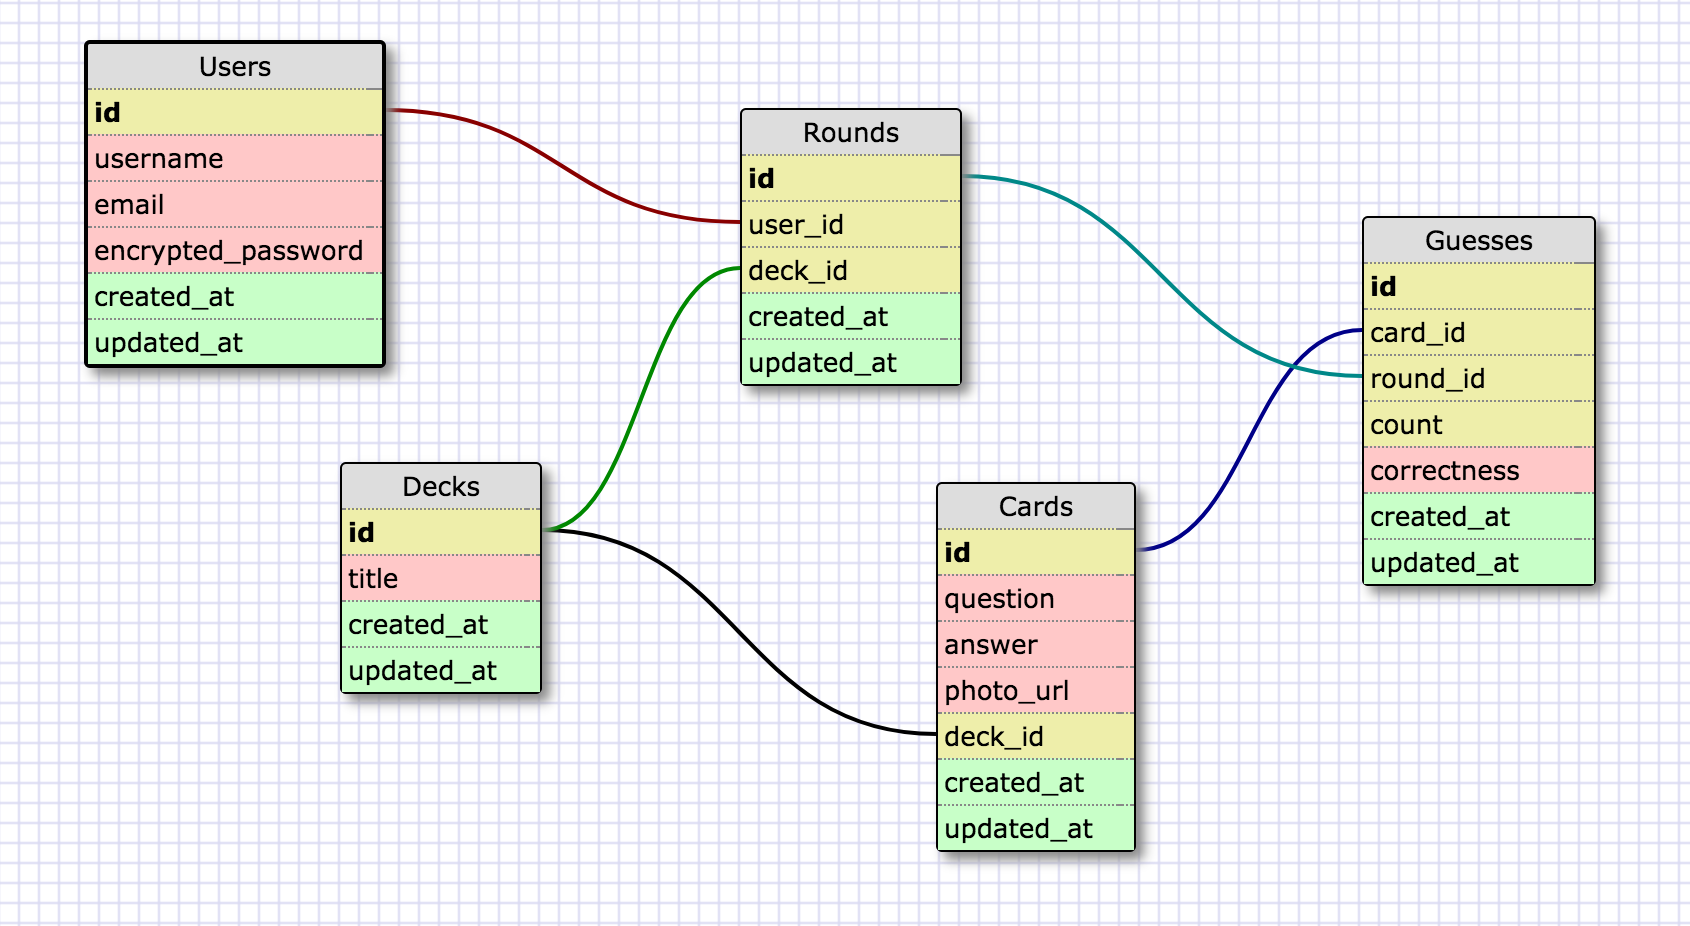 Users
id
username
email
encrypted_password
created_at
updated_at
Rounds
id
user_id
deck_id
created_at
updated_at
Guesses
id
card_id
round_id
count
correctness
created_at
updated_at
Decks
id
title
created_at
updated_at
Cards
id
question
answer
photo_url
deck_id
created_at
updated_at